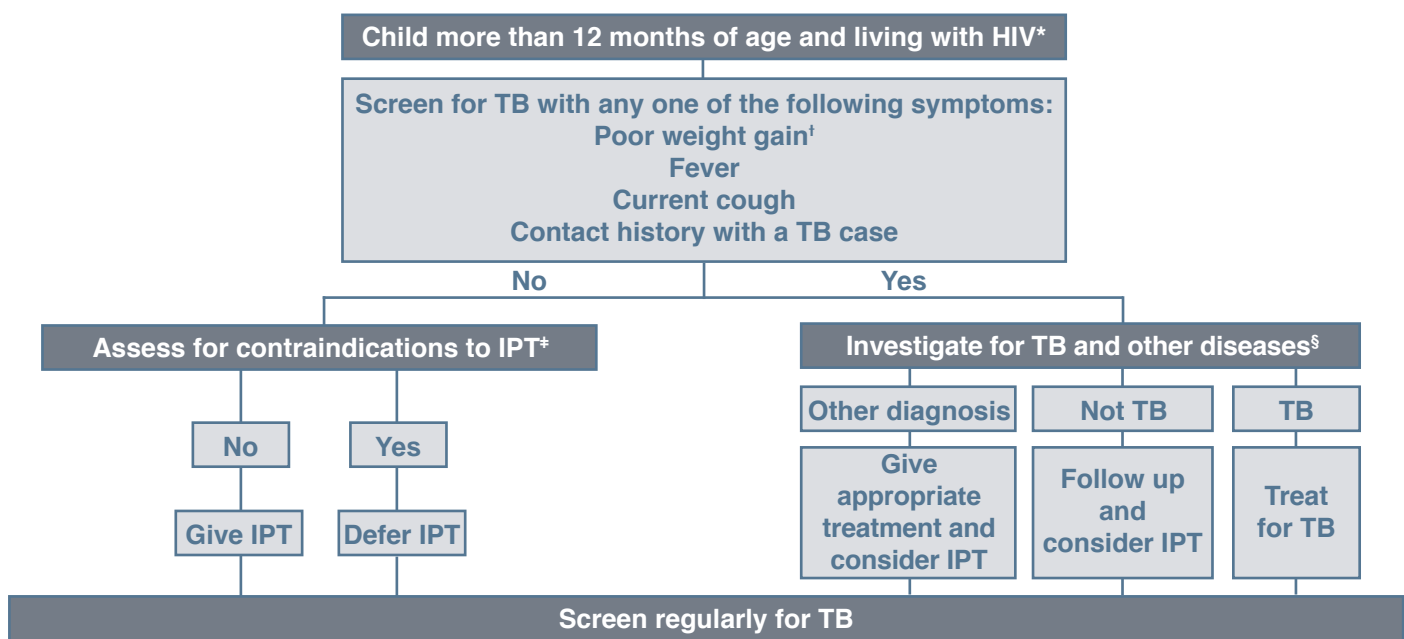 Child more than 12 months of age and living with HIV*
Screen for TB with any one of the following symptoms:
Poor weight gain†
Fever
Current cough
Contact history with a TB case
No
Yes
Assess for contraindications to IPT‡
No
Yes
Give IPT
Defer IPT
Investigate for TB and other diseases§
Other diagnosis
Not TB
TB
Give
appropriate
treatment and
consider IPT
Follow up
and
consider IPT
Treat
for TB
Screen regularly for TB